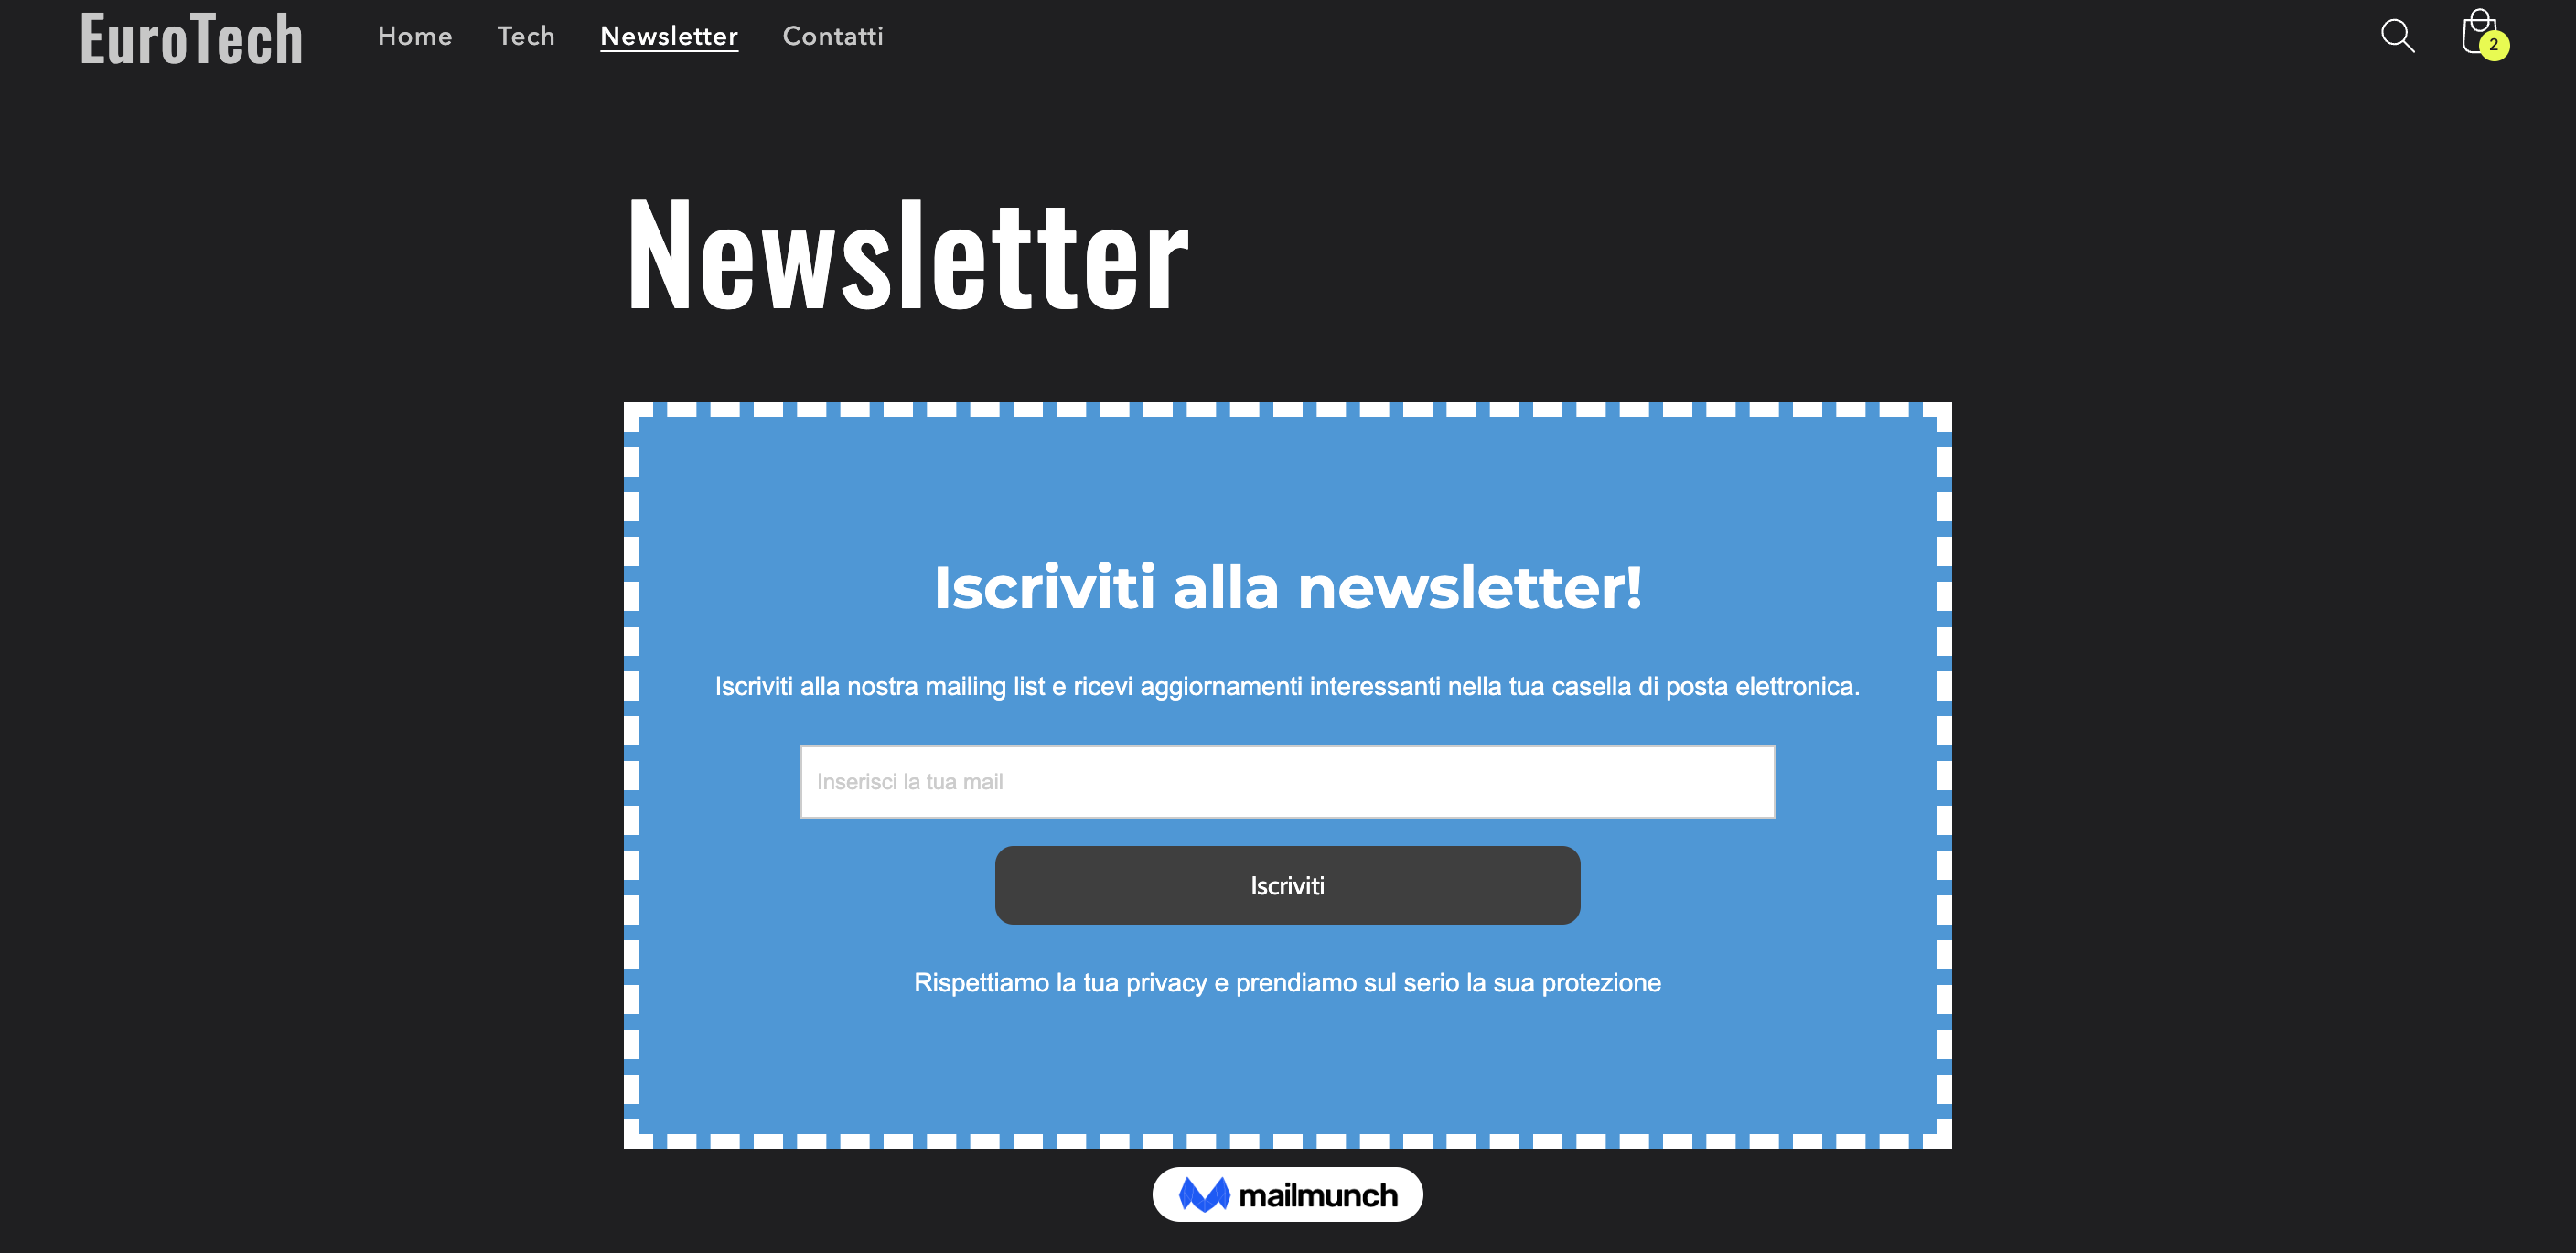 EuroTech
Home Tech Newsletter Contatti
2
Newsletter
Iscriviti alla newsletter!
Iscriviti alla nostra mailing list e ricevi aggiornamenti interessanti nella tua casella di posta elettronica.
Inserisci la tua mail
Iscriviti
Rispettiamo la tua privacy e prendiamo sul serio la sua protezione
mailmunch